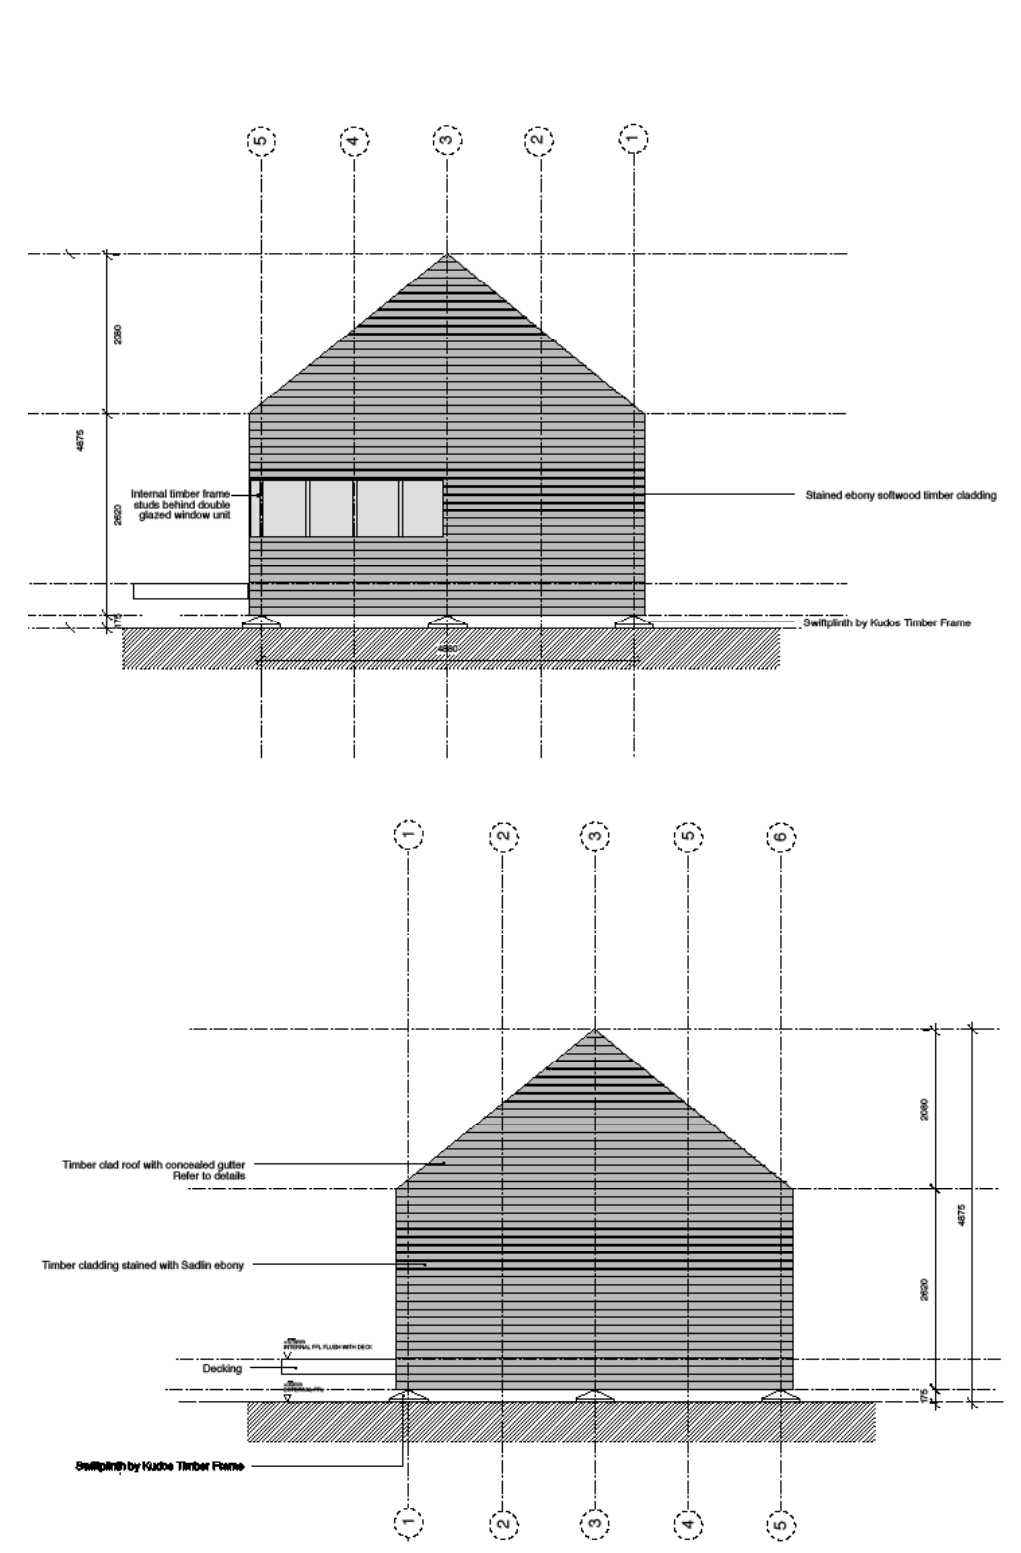 5 4 3 2 1
2080
4875
Internal timber frame
studs behind double
glazed window unit
2620
Stained ebony softwood timber cladding
175
Swiftplinth by Kudos Timber Frame
1 2 3 5 6
2080
Timber clad roof with concealed gutter
Refer to details
4875
Timber cladding stained with Sadlin ebony
2620
INTERNAL FFL FLUSH WITH DECK
Decking
175
Swiftplinth by Kudos Timber Frame
1 2 3 4 5